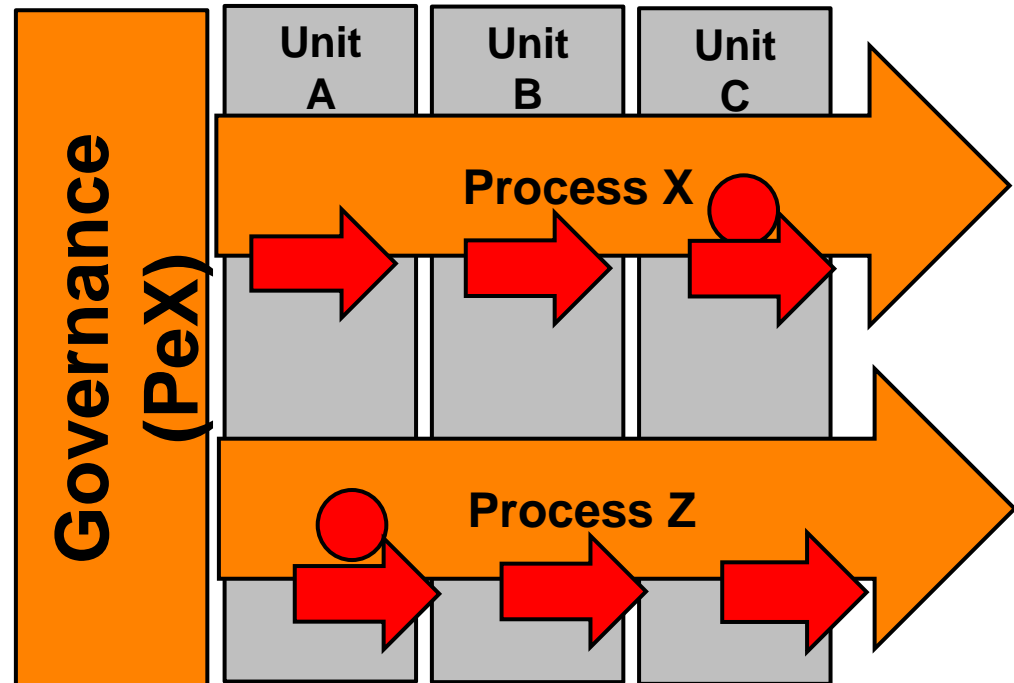 Governance
(PeX)
Unit
A
Unit
B
Unit
C
Process X
Process Z